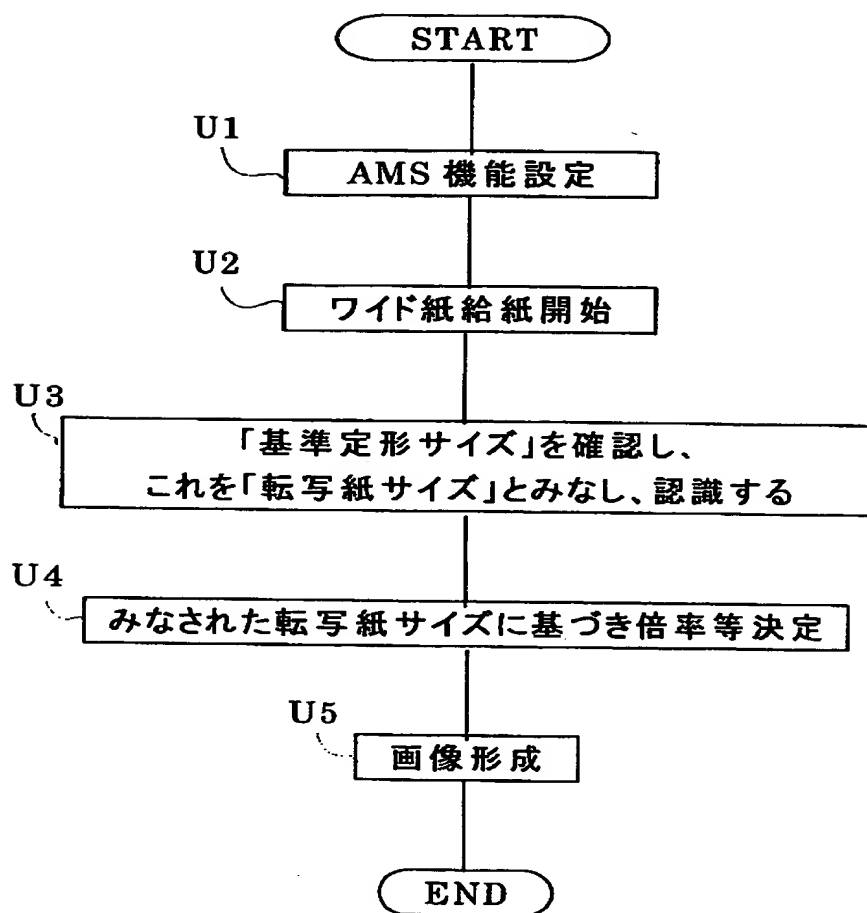 START
U1
AMS 機能設定
U2
ワイド紙給紙開始
U3
「基準定形サイズ」を確認し、
これを「転写紙サイズ」とみなし、認識する
U4
みなされた転写紙サイズに基づき倍率等決定
U5
画像形成
END